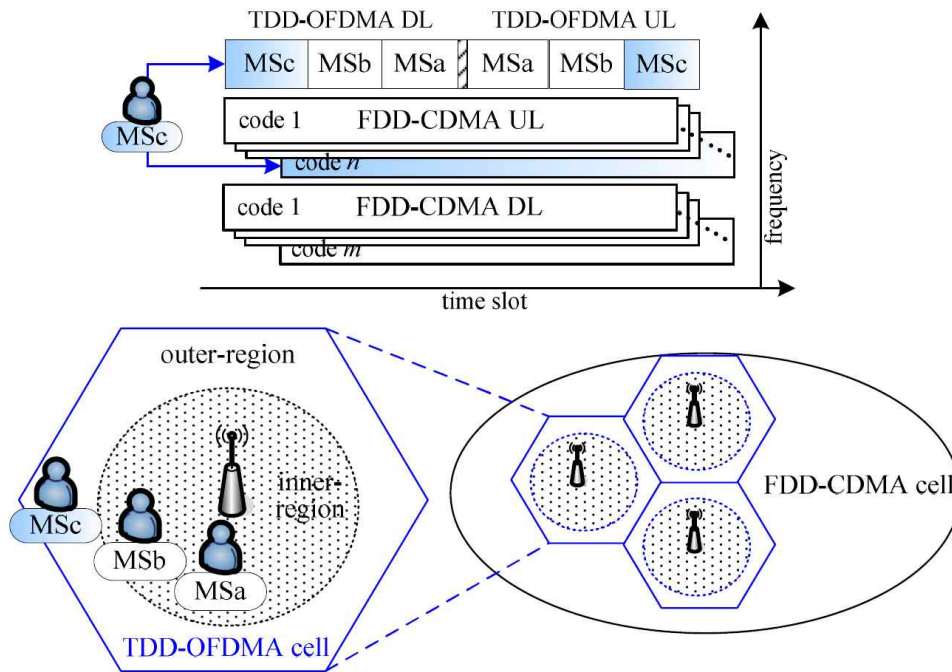 TDD-OFDMA DL TDD-OFDMA UL
MSc MSb MSa MSa MSb MSc
MSc
code 1 FDD-CDMA UL
code n
code 1 FDD-CDMA DL
code m
frequency
time slot
outer-region
inner-
region
MSc
MSb
MSa
TDD-OFDMA cell
FDD-CDMA cell